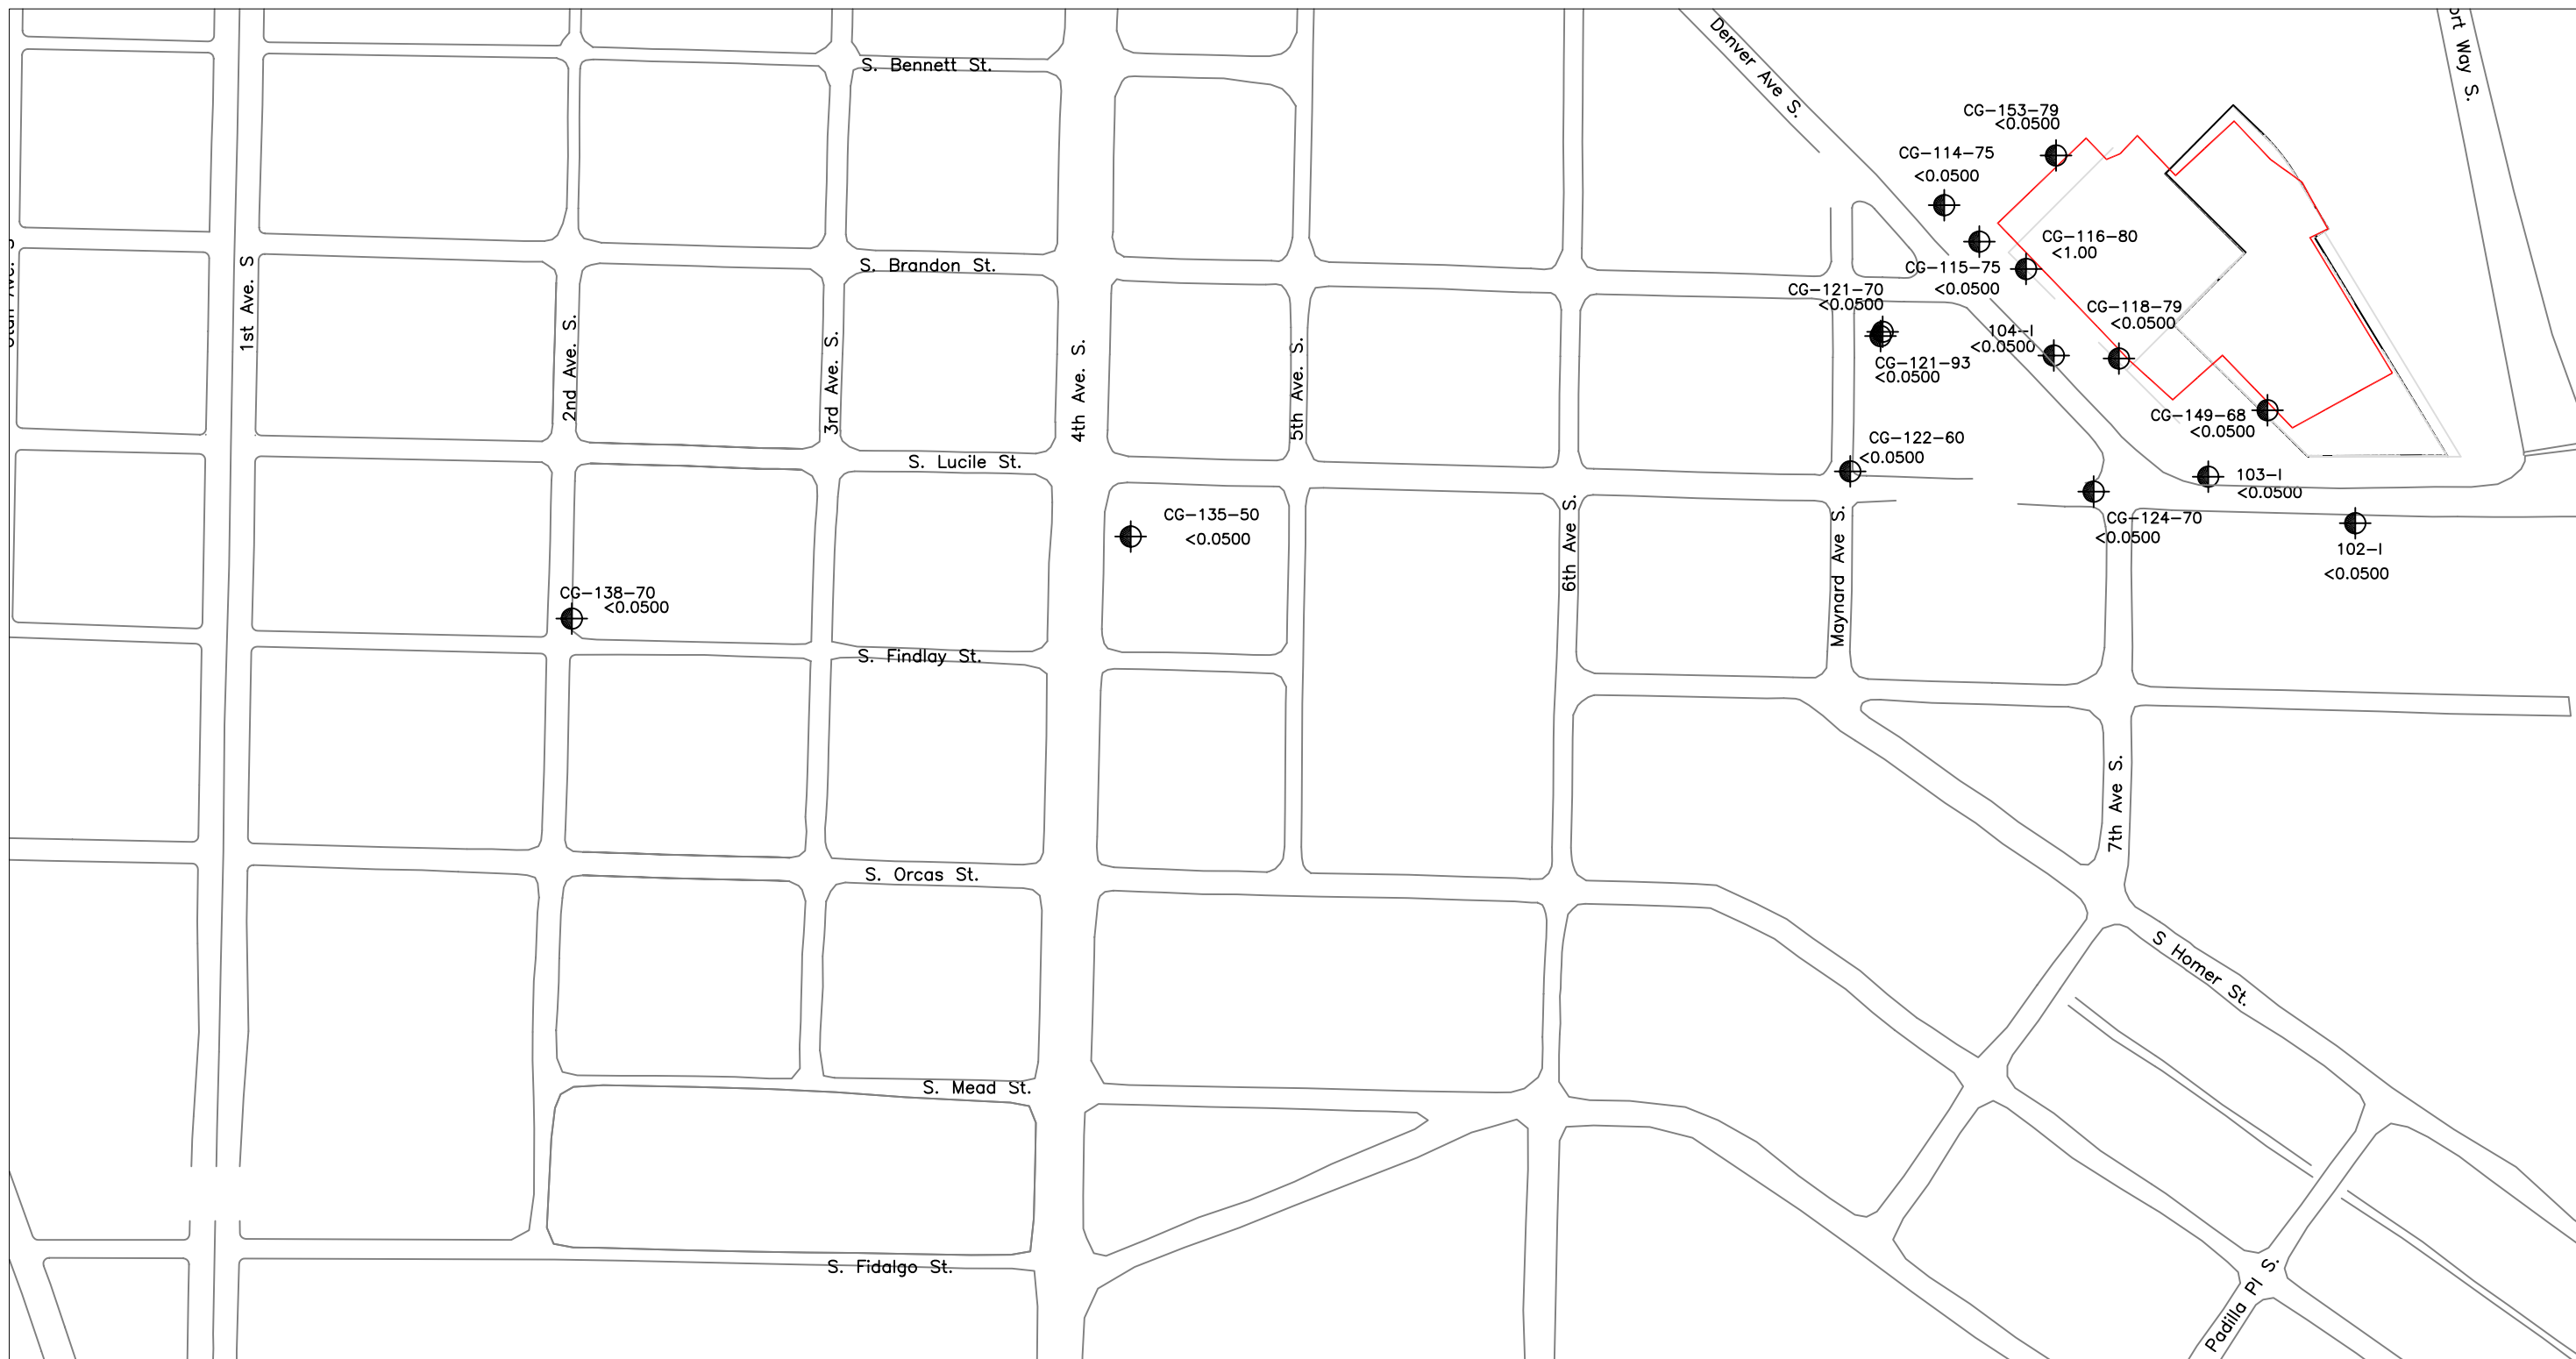 Denver Ave S.
ort Way S.
S. Bennett St.
CG-153-79
<0.0500
CG-114-75
<0.0500
CG-116-80
<1.00
S. Brandon St.
CG-115-75
<0.0500
CG-121-70
<0.0500
CG-118-79
<0.0500
104-I
<0.0500
CG-121-93
<0.0500
1st Ave. S
2nd Ave. S.
3rd Ave. S.
4th Ave. S.
5th Ave. S.
CG-149-68
<0.0500
CG-122-60
<0.0500
S. Lucile St.
103-I
<0.0500
CG-135-50
<0.0500
CG-124-70
<0.0500
102-I
<0.0500
6th Ave S.
Maynard Ave S.
CG-138-70
<0.0500
S. Findlay St.
7th Ave S.
S. Orcas St.
S Homer St.
S. Mead St.
S. Fidalgo St.
Padilla Pl S.